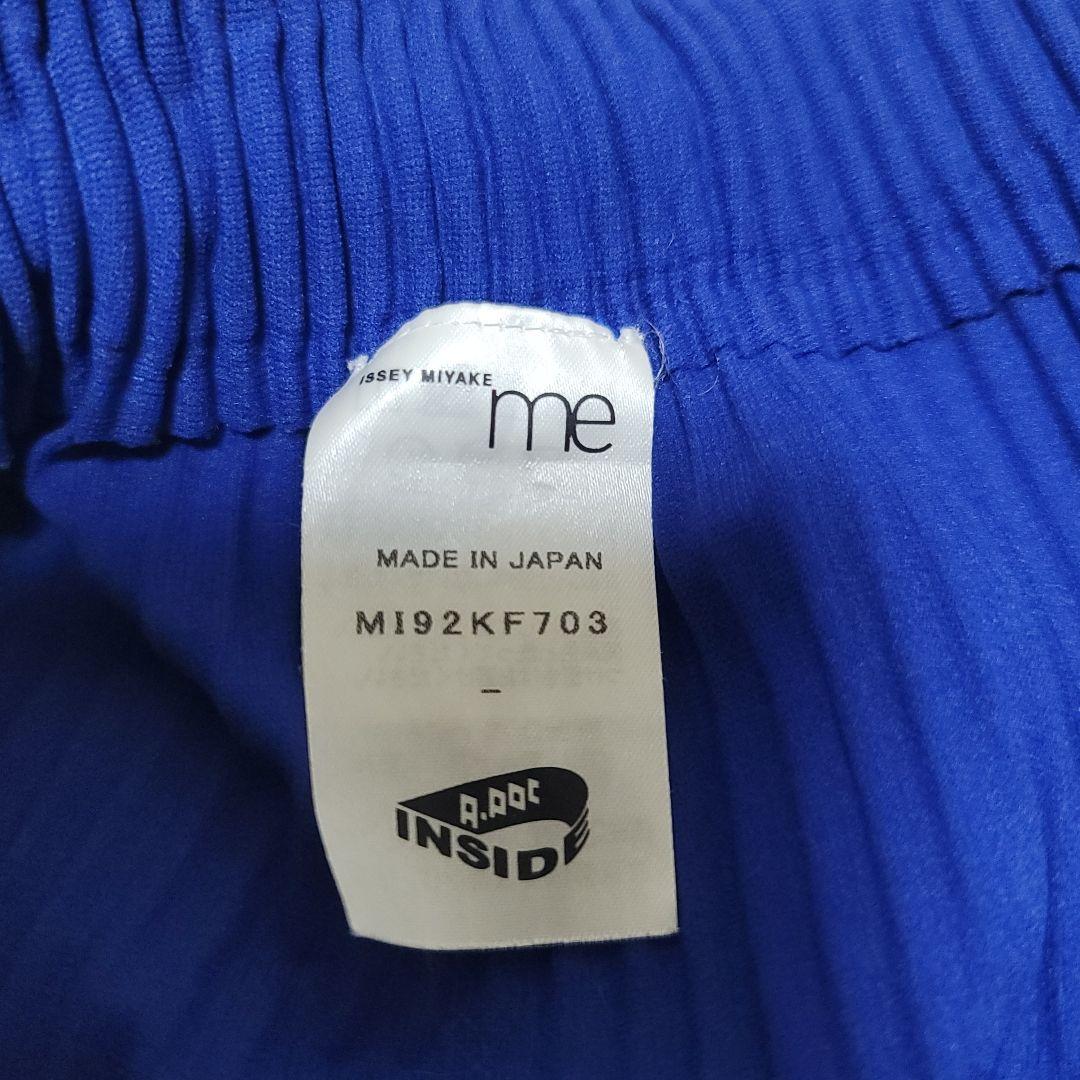 ISSEY MIYAKE
me
MADE IN JAPAN
MI92KF703
-
A.POC
INSIDE